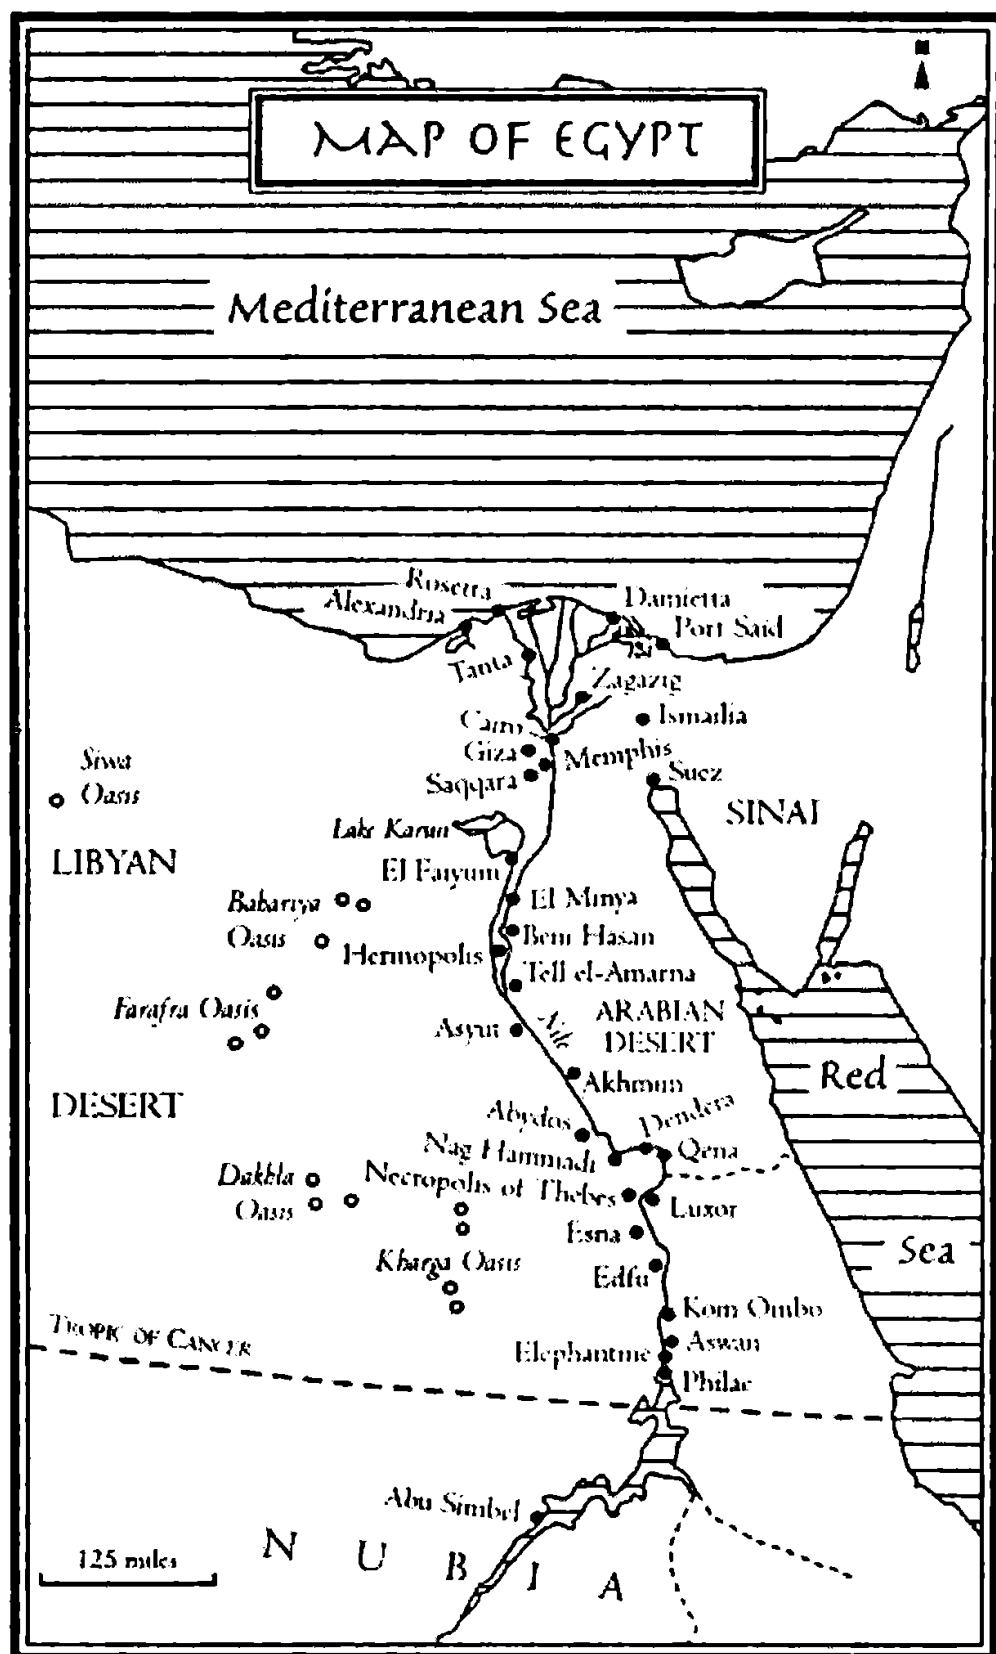 N
MAP OF EGYPT
Mediterranean Sea
Rosetta
Alexandria
Damietta
Port Said
Tanta
Zagazig
Ismailia
Cairo
Giza
Memphis
Saqqara
Suez
Siwa
Oasis
SINAI
Lake Karun
LIBYAN
El Faiyum
El Minya
Bahariya
Oasis
Beni Hasan
Hermopolis
Tell el-Amarna
Farafra Oasis
ARABIAN
DESERT
Asyut
Nile
Red
Akhmim
DESERT
Abydos
Dendera
Nag Hammadi
Qena
Dakhla
Oasis
Necropolis of Thebes
Luxor
Esna
Sea
Kharga Oasis
Edfu
Kom Ombo
TROPIC OF CANCER
Aswan
Elephantine
Philae
Abu Simbel
NUBIA
125 miles